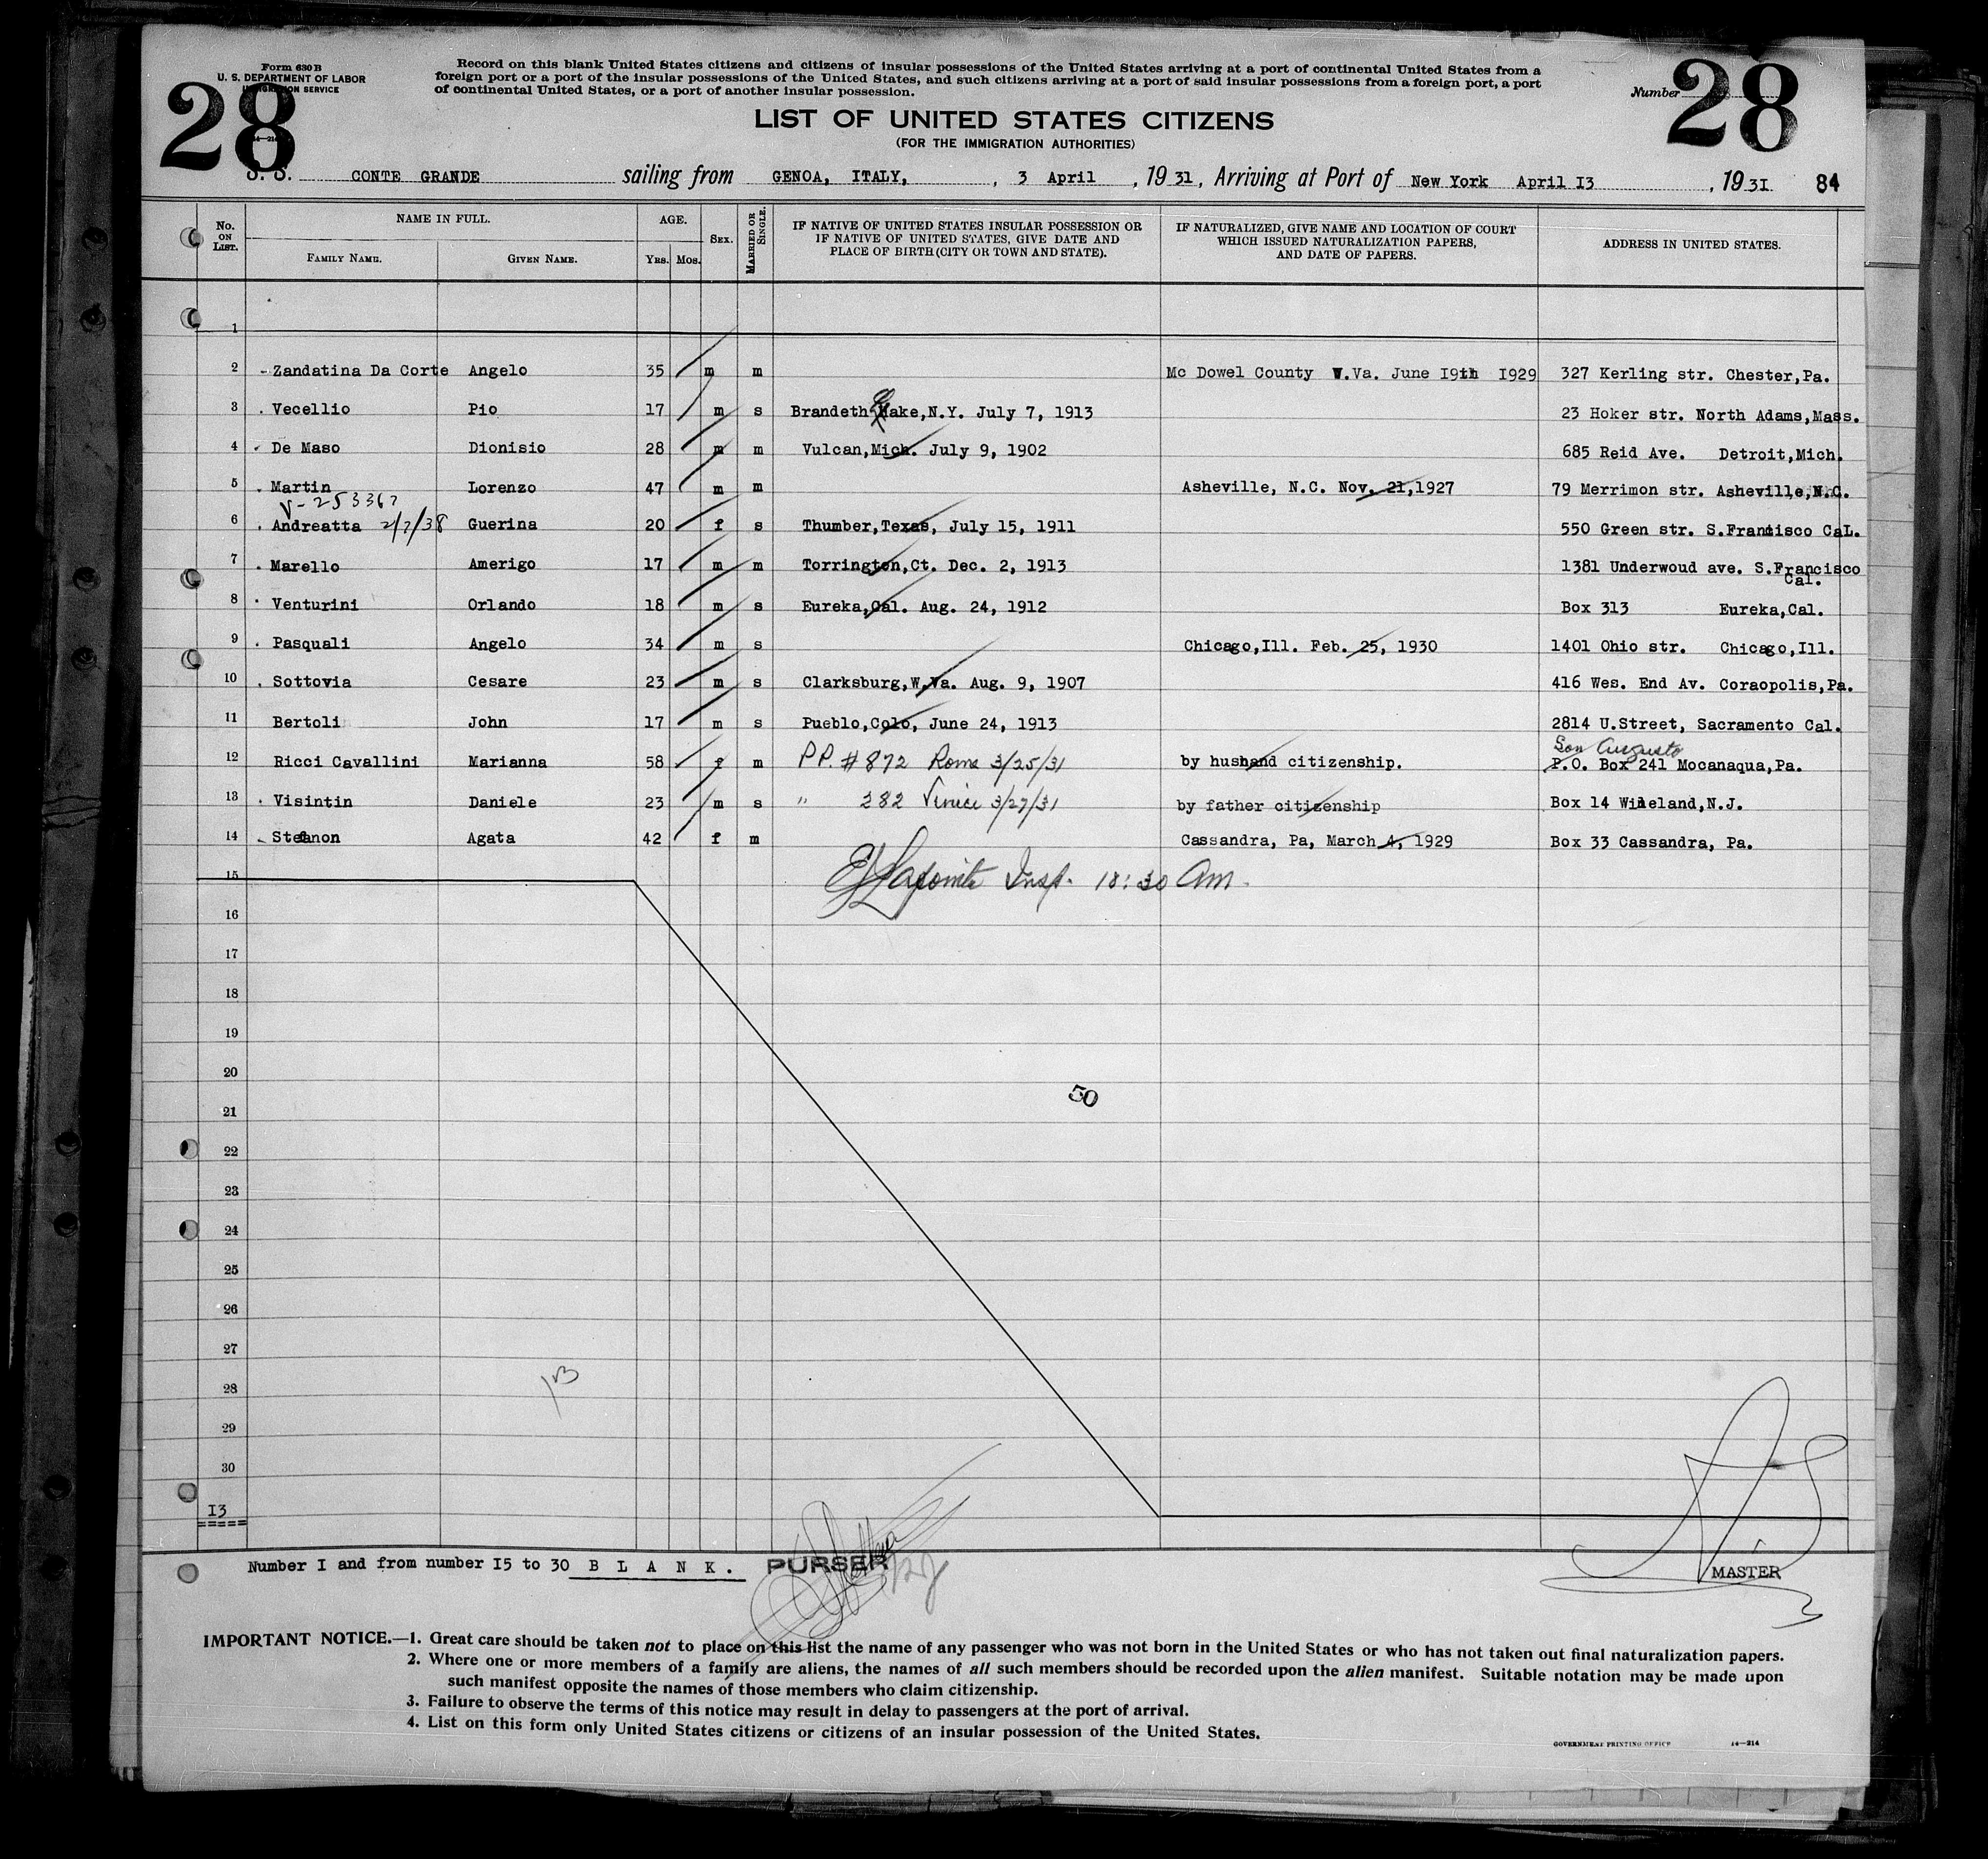 Form 630 B
U. S. DEPARTMENT OF LABOR
IMMIGRATION SERVICE
28
Record on this blank United States citizens and citizens of insular possessions of the United States arriving at a port of continental United States from a
foreign port or a port of the insular possessions of the United States, and such citizens arriving at a port of said insular possessions from a foreign port, a port
of continental United States, or a port of another insular possession.
Number 28
LIST OF UNITED STATES CITIZENS
(FOR THE IMMIGRATION AUTHORITIES)
S. S. CONTE GRANDE sailing from GENOA, ITALY, , 3 April , 19 31, Arriving at Port of New York April I3 , 19 3I 84
No. ON LIST. NAME IN FULL. FAMILY NAME. GIVEN NAME. AGE. YRS. MOS. SEX. MARRIED OR SINGLE. IF NATIVE OF UNITED STATES INSULAR POSSESSION OR IF NATIVE OF UNITED STATES, GIVE DATE AND PLACE OF BIRTH (CITY OR TOWN AND STATE). IF NATURALIZED, GIVE NAME AND LOCATION OF COURT WHICH ISSUED NATURALIZATION PAPERS, AND DATE OF PAPERS. ADDRESS IN UNITED STATES.
1
2 Zandatina Da Corte Angelo 35 m m Mc Dowel County W.Va. June I9th I929 327 Kerling str. Chester,Pa.
3 Vecellio Pio 17 m s Brandeth Lake,N.Y. July 7, 1913 23 Hoker str. North Adams,Mass.
4 De Maso Dionisio 28 m m Vulcan,Mich. July 9, 1902 685 Reid Ave. Detroit,Mich.
5 Martin Lorenzo 47 m m Asheville, N.C. Nov. 21,1927 79 Merrimon str. Asheville,N.C.
V-253362
6 Andreatta 2/7/38 Guerina 20 f s Thumber,Texas, July 15, 1911 550 Green str. S.Francisco CaL.
7 Marello Amerigo 17 m m Torrington,Ct. Dec. 2, 1913 1381 Underwoud ave. S.Francisco
Cal.
8 Venturini Orlando 18 m s Eureka,Cal. Aug. 24, 1912 Box 313 Eureka,Cal.
9 Pasquali Angelo 34 m s Chicago,Ill. Feb. 25, 1930 1401 Ohio str. Chicago,Ill.
10 Sottovia Cesare 23 m s Clarksburg,W.Va. Aug. 9, 1907 416 Wes. End Av. Coraopolis,Pa.
11 Bertoli John 17 m s Pueblo,Colo, June 24, 1913 2814 U.Street, Sacramento Cal.
Son Augusto
12 Ricci Cavallini Marianna 58 f m PP. # 872 Rome 3/25/31 by husband citizenship. P.O. Box 241 Mocanaqua,Pa.
13 Visintin Daniele 23 m s " 282 Venice 3/27/31 by father citizenship Box 14 Wineland,N.J.
14 Stefanon Agata 42 f m Cassandra, Pa, March 4, 1929 Box 33 Cassandra, Pa.
15 Insp. 10:30 Am.
16
17
18
19
20
50
21
22
23
24
25
26
27
28
29
30
I3
Number I and from number I5 to 30 B L A N K. PURSER MASTER
IMPORTANT NOTICE.—1. Great care should be taken not to place on this list the name of any passenger who was not born in the United States or who has not taken out final naturalization papers.
2. Where one or more members of a family are aliens, the names of all such members should be recorded upon the alien manifest. Suitable notation may be made upon
such manifest opposite the names of those members who claim citizenship.
3. Failure to observe the terms of this notice may result in delay to passengers at the port of arrival.
4. List on this form only United States citizens or citizens of an insular possession of the United States.
GOVERNMENT PRINTING OFFICE 14—214